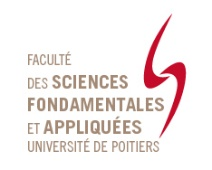 FACULTÉ
DES SCIENCES
FONDAMENTALES
ET APPLIQUÉES
UNIVERSITÉ DE POITIERS